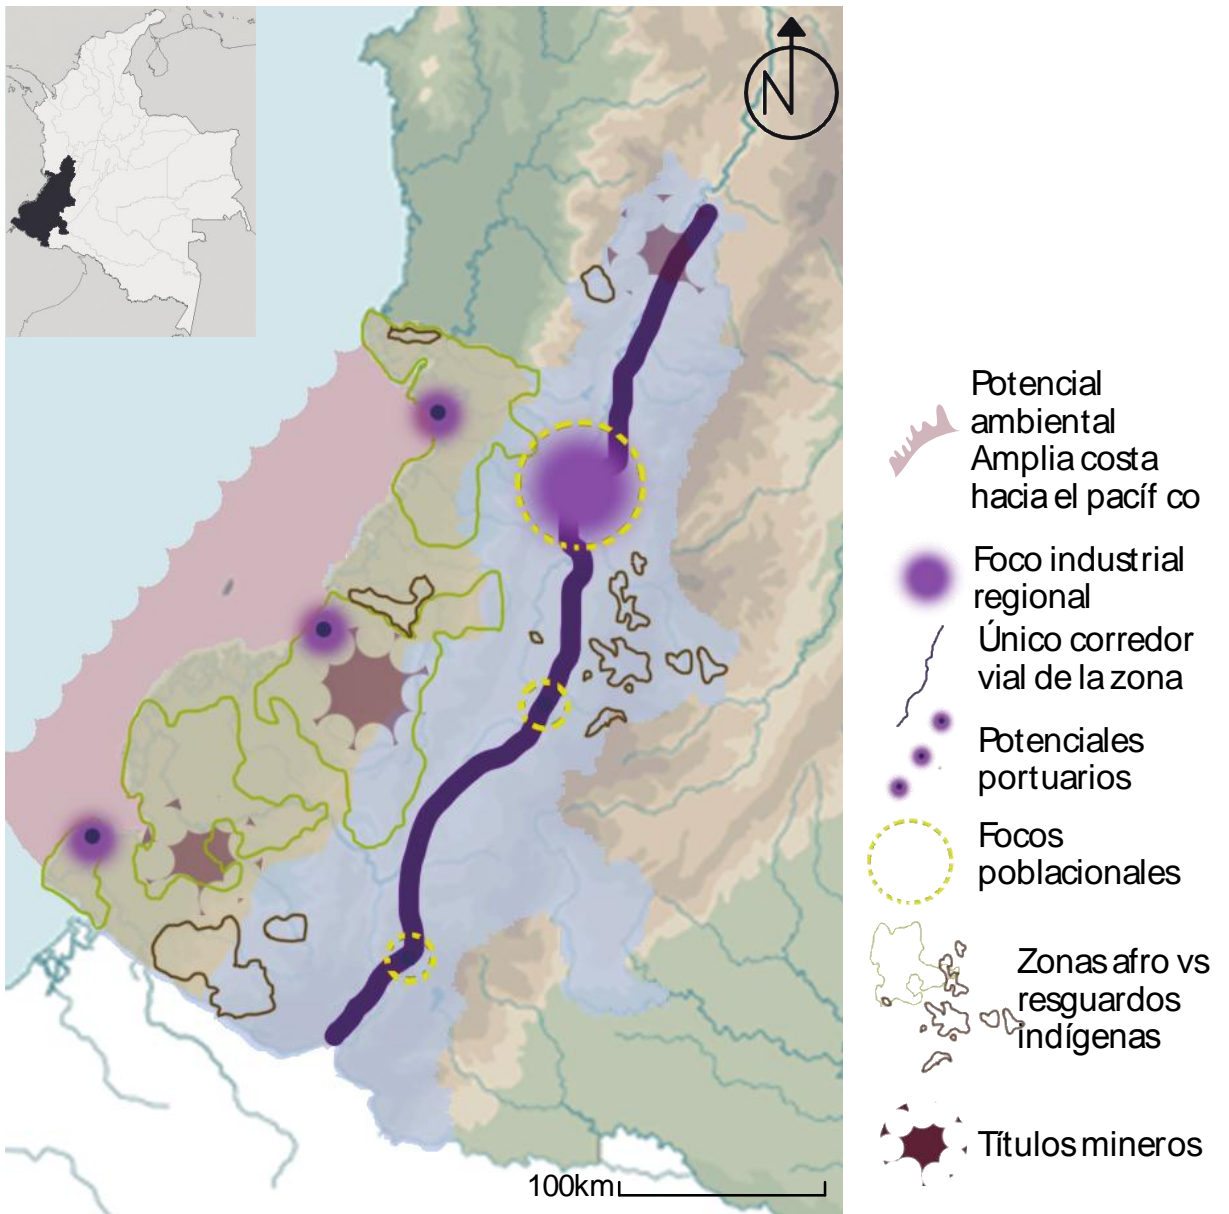 N
Potencial
ambiental
Amplia costa
hacia el pacíf co
Foco industrial
regional
Único corredor
vial de la zona
Potenciales
portuarios
Focos
poblacionales
Zonas afro vs
resguardos
indígenas
Títulos mineros
100km